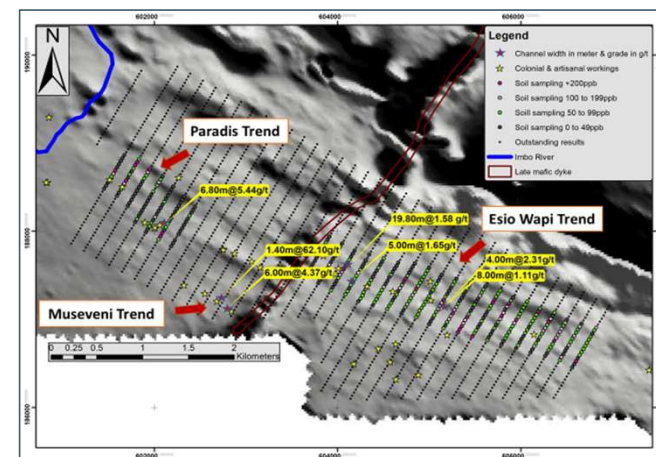 602000
604000
606000
N
190000
188000
186000
Legend
Channel width in meter & grade in g/t
Colonial & artisanal workings
Soil sampling +200ppb
Soil sampling 100 to 199ppb
Soill sampling 50 to 99ppb
Soil sampling 0 to 49ppb
Outstanding results
Imbo River
Late mafic dyke
Paradis Trend
6.80m@5.44g/t
19.80m@1.58 g/t
Esio Wapi Trend
1.40m@62.10g/t
5.00m@1.65g/t
4.00m@2.31g/t
6.00m@4.37g/t
8.00m@1.11g/t
Museveni Trend
0 0.25 0.5 1 1.5 2
Kilometers
602000
604000
606000